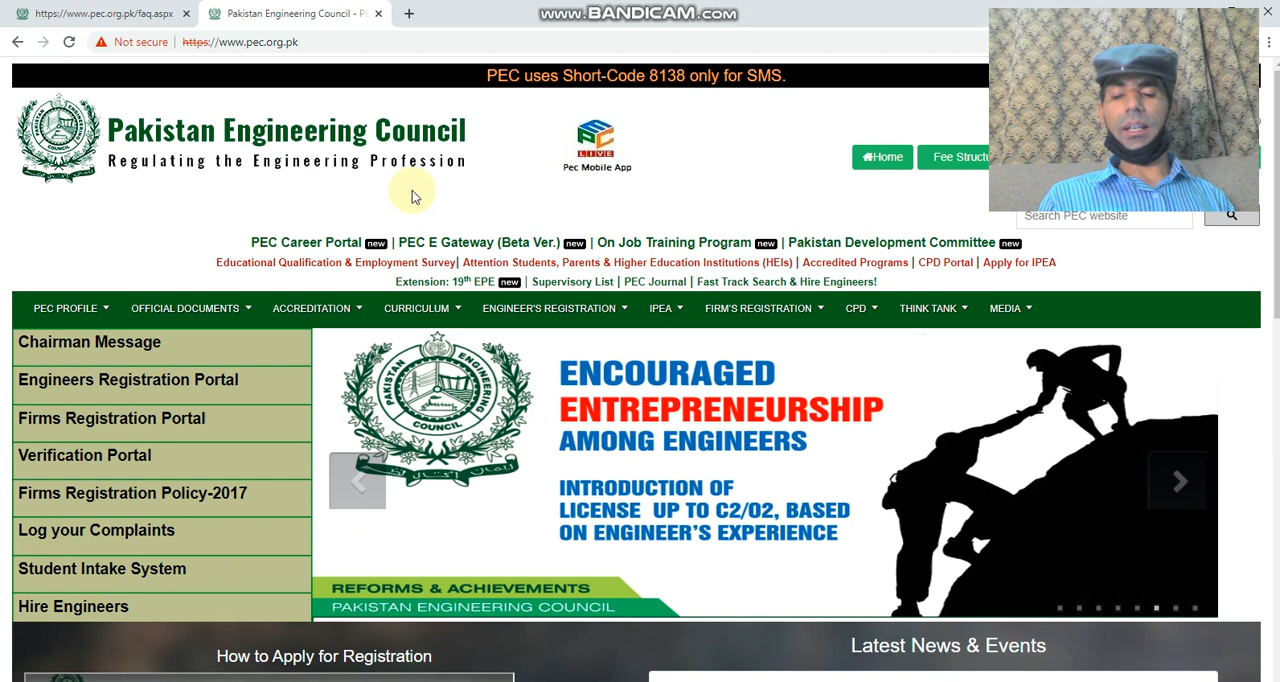 https://www.pec.org.pk/faq.aspx
Pakistan Engineering Council - P
www.BANDICAM.com
Not secure
https://www.pec.org.pk
PEC uses Short-Code 8138 only for SMS.
Pakistan Engineering Council
Regulating the Engineering Profession
LIVE
Pec Mobile App
Home
Fee Structu
Search PEC website
PEC Career Portal new | PEC E Gateway (Beta Ver.) new | On Job Training Program new | Pakistan Development Committee new
Educational Qualification & Employment Survey| Attention Students, Parents & Higher Education Institutions (HEIs) | Accredited Programs | CPD Portal | Apply for IPEA
Extension: 19th EPE new | Supervisory List | PEC Journal | Fast Track Search & Hire Engineers!
PEC PROFILE OFFICIAL DOCUMENTS ACCREDITATION CURRICULUM ENGINEER'S REGISTRATION IPEA FIRM'S REGISTRATION CPD THINK TANK MEDIA
Chairman Message
Engineers Registration Portal
Firms Registration Portal
Verification Portal
Firms Registration Policy-2017
Log your Complaints
Student Intake System
Hire Engineers
PAKISTAN ENGINEERING
COUNCIL
ENCOURAGED
ENTREPRENEURSHIP
AMONG ENGINEERS
INTRODUCTION OF
LICENSE UP TO C2/O2, BASED
ON ENGINEER'S EXPERIENCE
REFORMS & ACHIEVEMENTS
PAKISTAN ENGINEERING COUNCIL
How to Apply for Registration
Latest News & Events